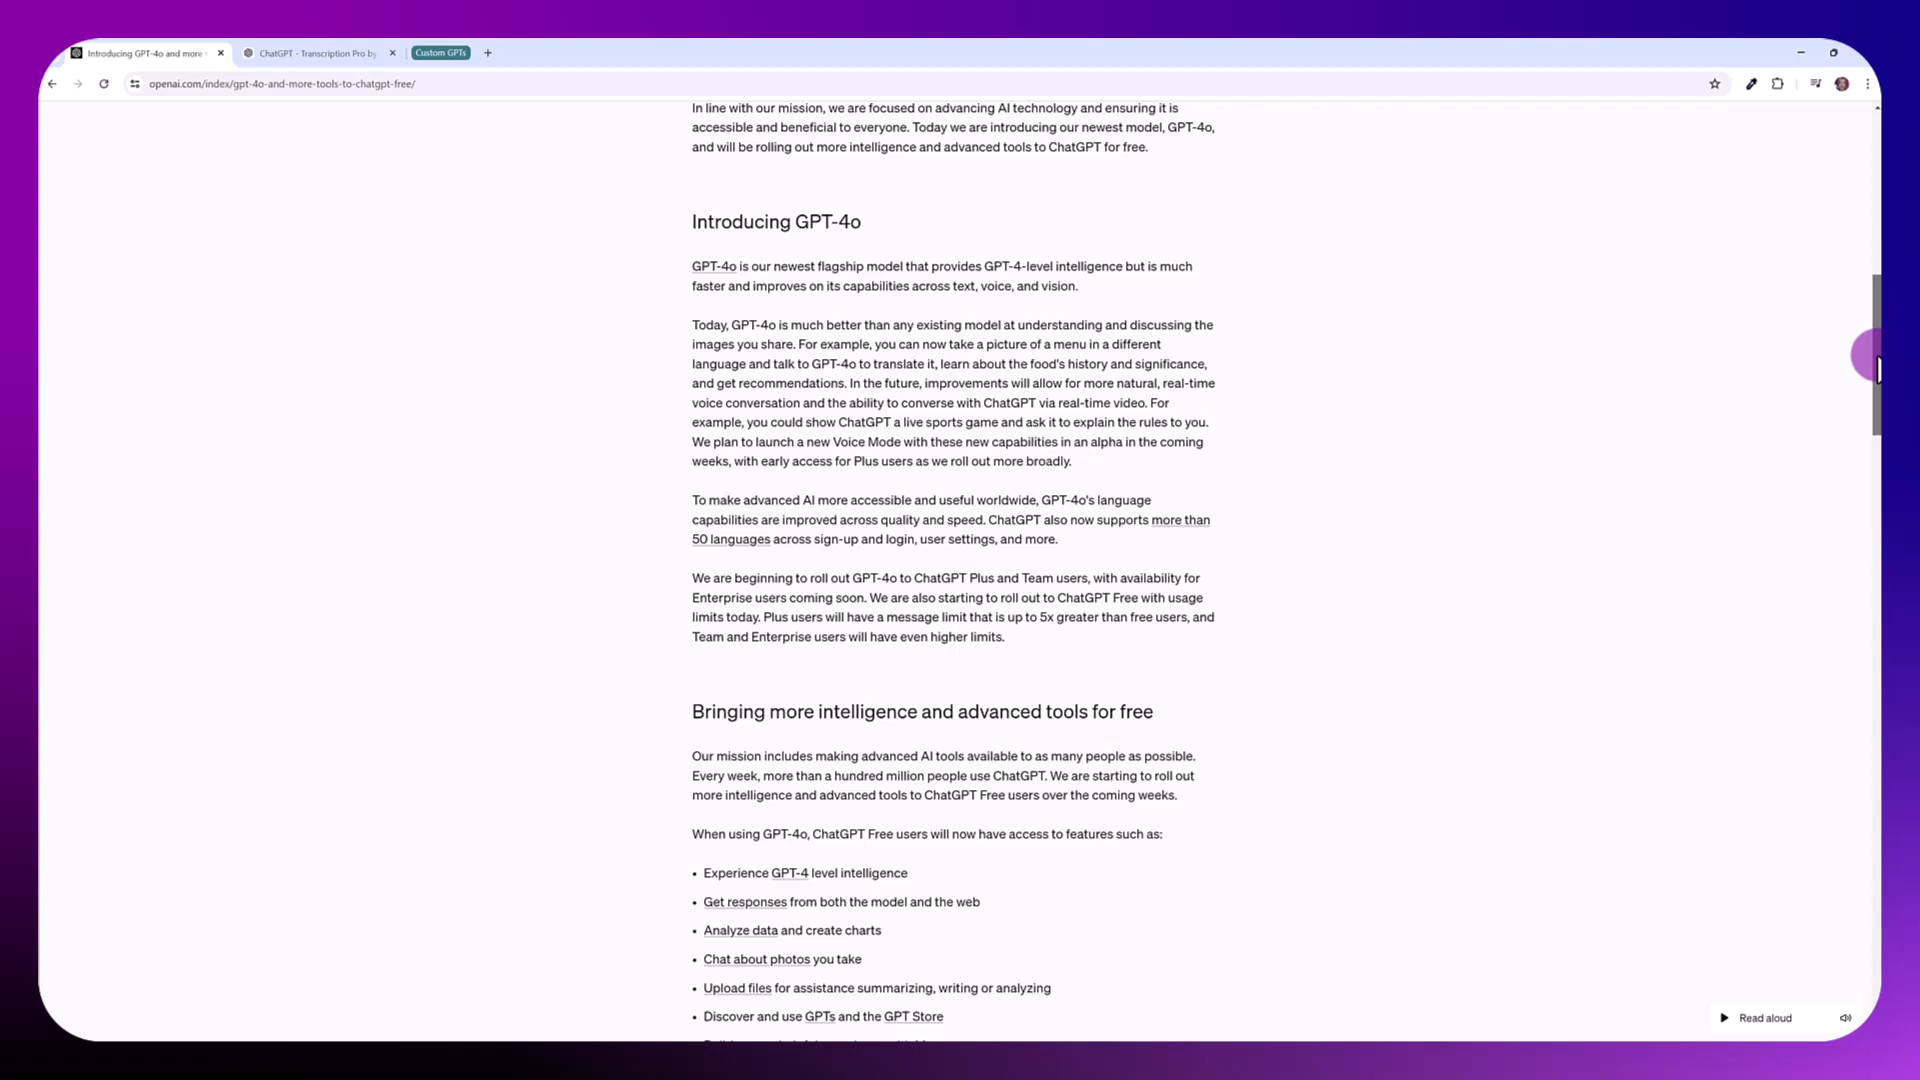 Introducing GPT-4o and more
ChatGPT - Transcription Pro by
Custom GPTs
openai.com/index/gpt-4o-and-more-tools-to-chatgpt-free/
In line with our mission, we are focused on advancing AI technology and ensuring it is
accessible and beneficial to everyone. Today we are introducing our newest model, GPT-4o,
and will be rolling out more intelligence and advanced tools to ChatGPT for free.
Introducing GPT-4o
GPT-4o is our newest flagship model that provides GPT-4-level intelligence but is much
faster and improves on its capabilities across text, voice, and vision.
Today, GPT-4o is much better than any existing model at understanding and discussing the
images you share. For example, you can now take a picture of a menu in a different
language and talk to GPT-4o to translate it, learn about the food's history and significance,
and get recommendations. In the future, improvements will allow for more natural, real-time
voice conversation and the ability to converse with ChatGPT via real-time video. For
example, you could show ChatGPT a live sports game and ask it to explain the rules to you.
We plan to launch a new Voice Mode with these new capabilities in an alpha in the coming
weeks, with early access for Plus users as we roll out more broadly.
To make advanced AI more accessible and useful worldwide, GPT-4o's language
capabilities are improved across quality and speed. ChatGPT also now supports more than
50 languages across sign-up and login, user settings, and more.
We are beginning to roll out GPT-4o to ChatGPT Plus and Team users, with availability for
Enterprise users coming soon. We are also starting to roll out to ChatGPT Free with usage
limits today. Plus users will have a message limit that is up to 5x greater than free users, and
Team and Enterprise users will have even higher limits.
Bringing more intelligence and advanced tools for free
Our mission includes making advanced AI tools available to as many people as possible.
Every week, more than a hundred million people use ChatGPT. We are starting to roll out
more intelligence and advanced tools to ChatGPT Free users over the coming weeks.
When using GPT-4o, ChatGPT Free users will now have access to features such as:
• Experience GPT-4 level intelligence
• Get responses from both the model and the web
• Analyze data and create charts
• Chat about photos you take
• Upload files for assistance summarizing, writing or analyzing
• Discover and use GPTs and the GPT Store
Read aloud